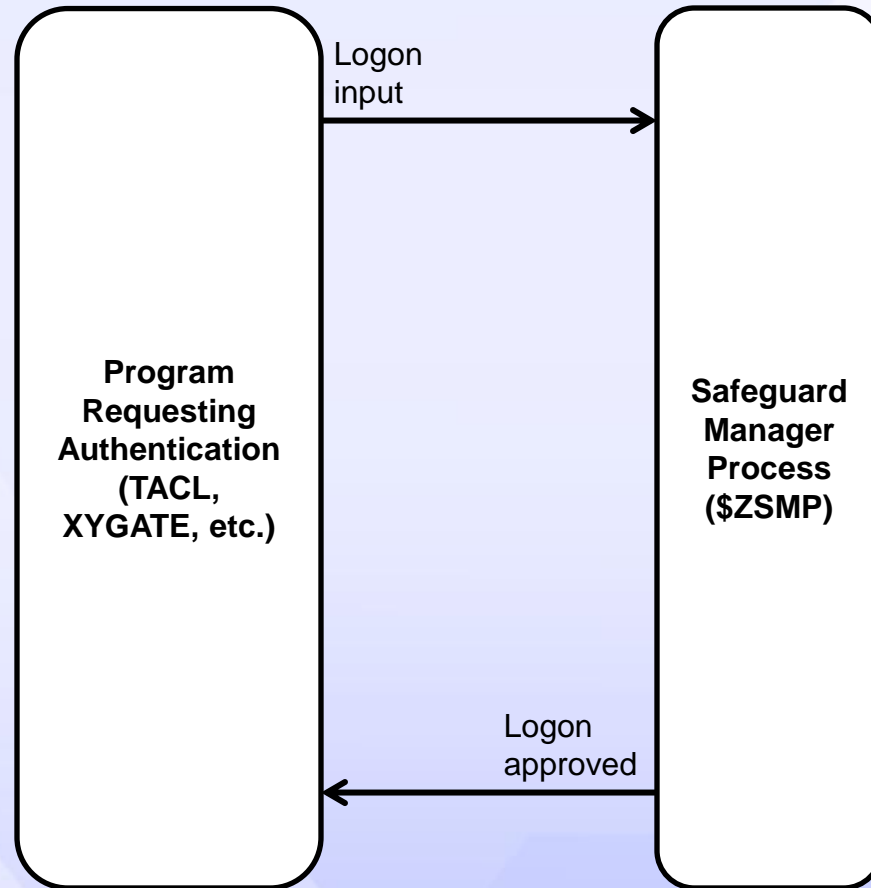 Logon
input
Program
Requesting
Authentication
(TACL,
XYGATE, etc.)
Safeguard
Manager
Process
($ZSMP)
Logon
approved